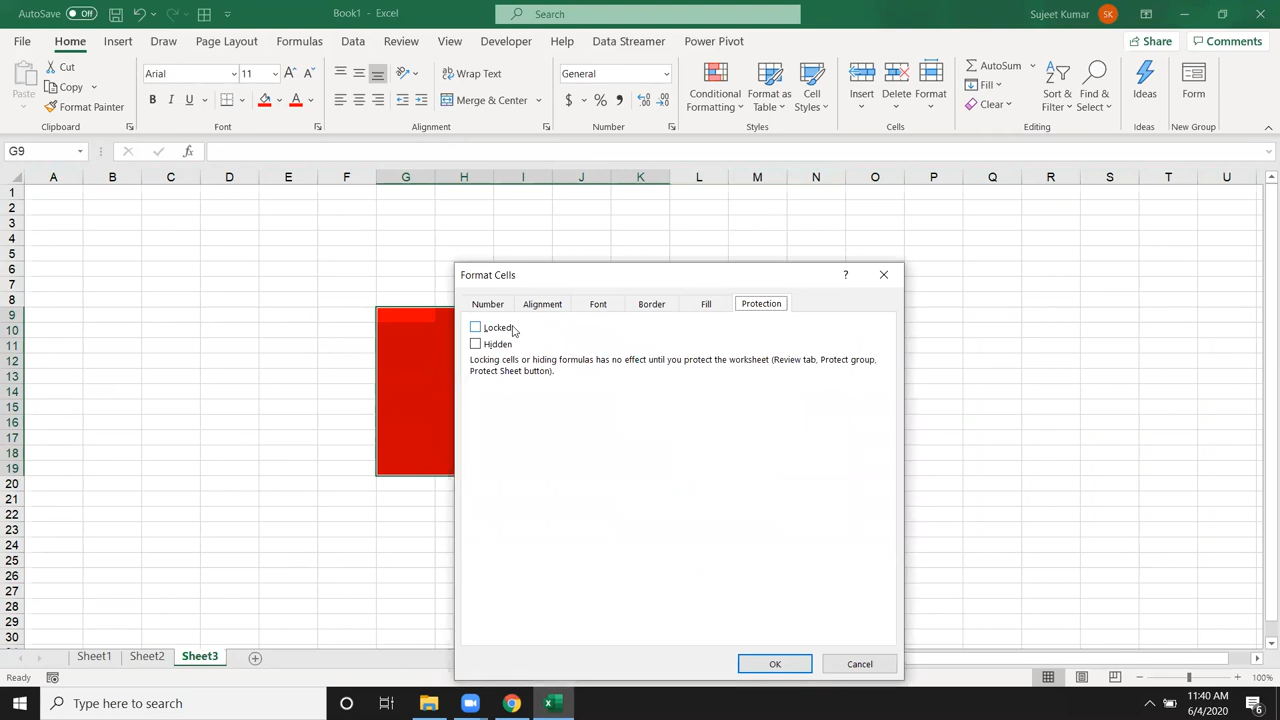 AutoSave Off Book1 - Excel Search Sujeet Kumar SK
File Home Insert Draw Page Layout Formulas Data Review View Developer Help Data Streamer Power Pivot Share Comments
Paste Cut Copy Format Painter
Arial 11
B I U
Wrap Text
Merge & Center
General
$ % ,
Conditional Formatting Format as Table Cell Styles
Insert Delete Format
AutoSum
Fill
Clear
Sort & Filter Find & Select
Ideas
Form
Clipboard Font Alignment Number Styles Cells Editing Ideas New Group
G9 fx
A B C D E F G H I J K L M N O P Q R S T U
1
2
3
4
5
6
7
8
9
10
11
12
13
14
15
16
17
18
19
20
21
22
23
24
25
26
27
28
29
30
Format Cells ?
Number Alignment Font Border Fill Protection
Locked
Hidden
Locking cells or hiding formulas has no effect until you protect the worksheet (Review tab, Protect group,
Protect Sheet button).
OK Cancel
Sheet1 Sheet2 Sheet3
Ready 100%
Type here to search
11:40 AM
6/4/2020
6